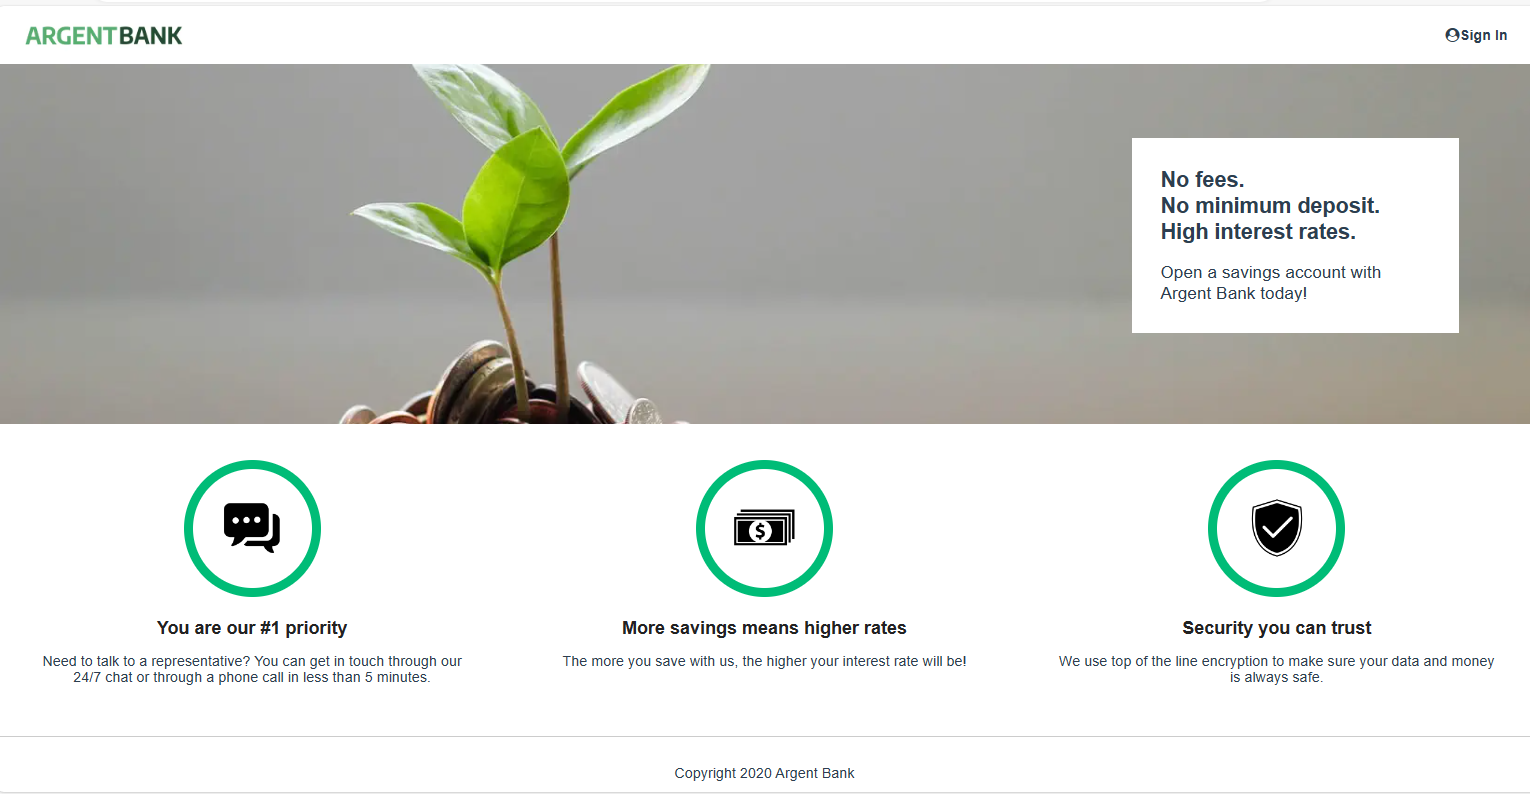 ARGENTBANK
Sign In
No fees.
No minimum deposit.
High interest rates.
Open a savings account with
Argent Bank today!
$
You are our #1 priority
Need to talk to a representative? You can get in touch through our
24/7 chat or through a phone call in less than 5 minutes.
More savings means higher rates
The more you save with us, the higher your interest rate will be!
Security you can trust
We use top of the line encryption to make sure your data and money
is always safe.
Copyright 2020 Argent Bank